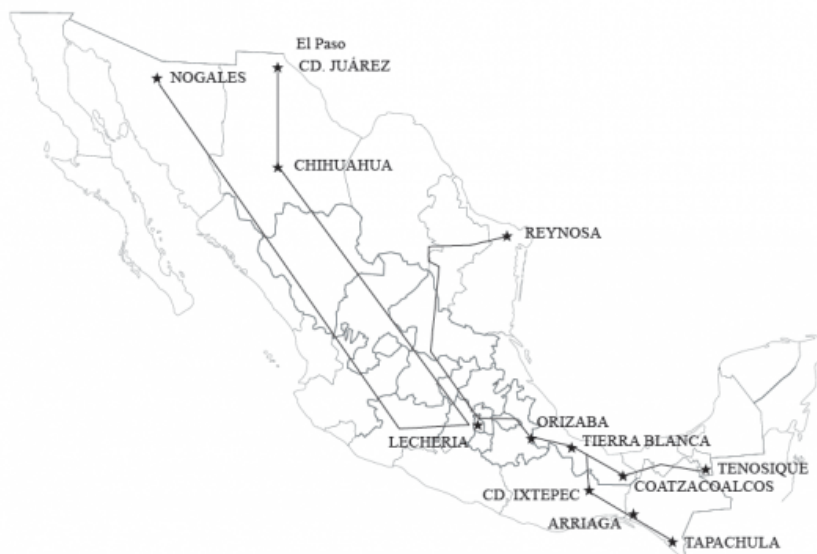 El Paso
CD. JUÁREZ
NOGALES
CHIHUAHUA
REYNOSA
ORIZABA
LECHERIA
TIERRA BLANCA
TENOSIQUE
COATZACOALCOS
CD. IXTEPEC
ARRIAGA
TAPACHULA